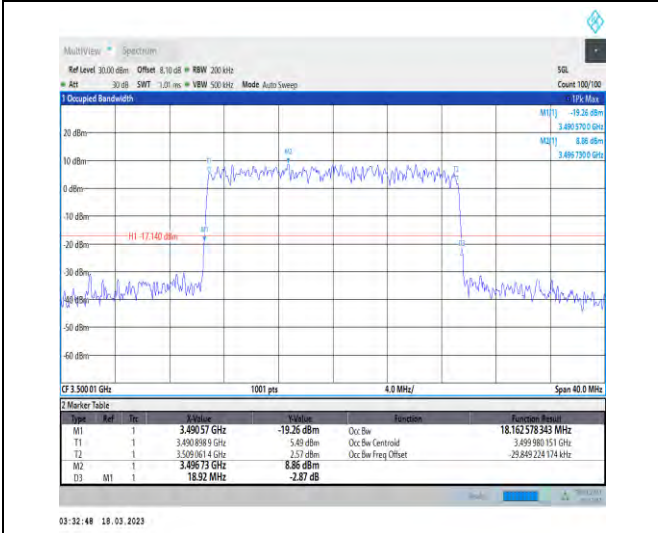 MultiView Spectrum
Ref Level 30.00 dBm Offset 8.10 dB RBW 200 kHz SGL
Att 30 dB SWT 1.01 ms VBW 500 kHz Mode Auto Sweep Count 100/100
1 Occupied Bandwidth 1Pk Max
M1[1] -19.26 dBm
3.490 570 0 GHz
M2[1] 8.86 dBm
3.496 730 0 GHz
20 dBm
M2
10 dBm
T1 T2
0 dBm
-10 dBm
M1
H1 -17.140 dBm
-20 dBm
D3
-30 dBm
-40 dBm
-50 dBm
-60 dBm
CF 3.500 01 GHz 1001 pts 4.0 MHz/ Span 40.0 MHz
2 Marker Table
Type Ref Trc X-Value Y-Value Function Function Result
M1 1 3.490 57 GHz -19.26 dBm Occ Bw 18.162 578 343 MHz
T1 1 3.490 898 9 GHz 5.49 dBm Occ Bw Centroid 3.499 980 151 GHz
T2 1 3.509 061 4 GHz 2.57 dBm Occ Bw Freq Offset -29.849 224 174 kHz
M2 1 3.496 73 GHz 8.86 dBm
D3 M1 1 18.92 MHz -2.87 dB
03:32:48 18.03.2023